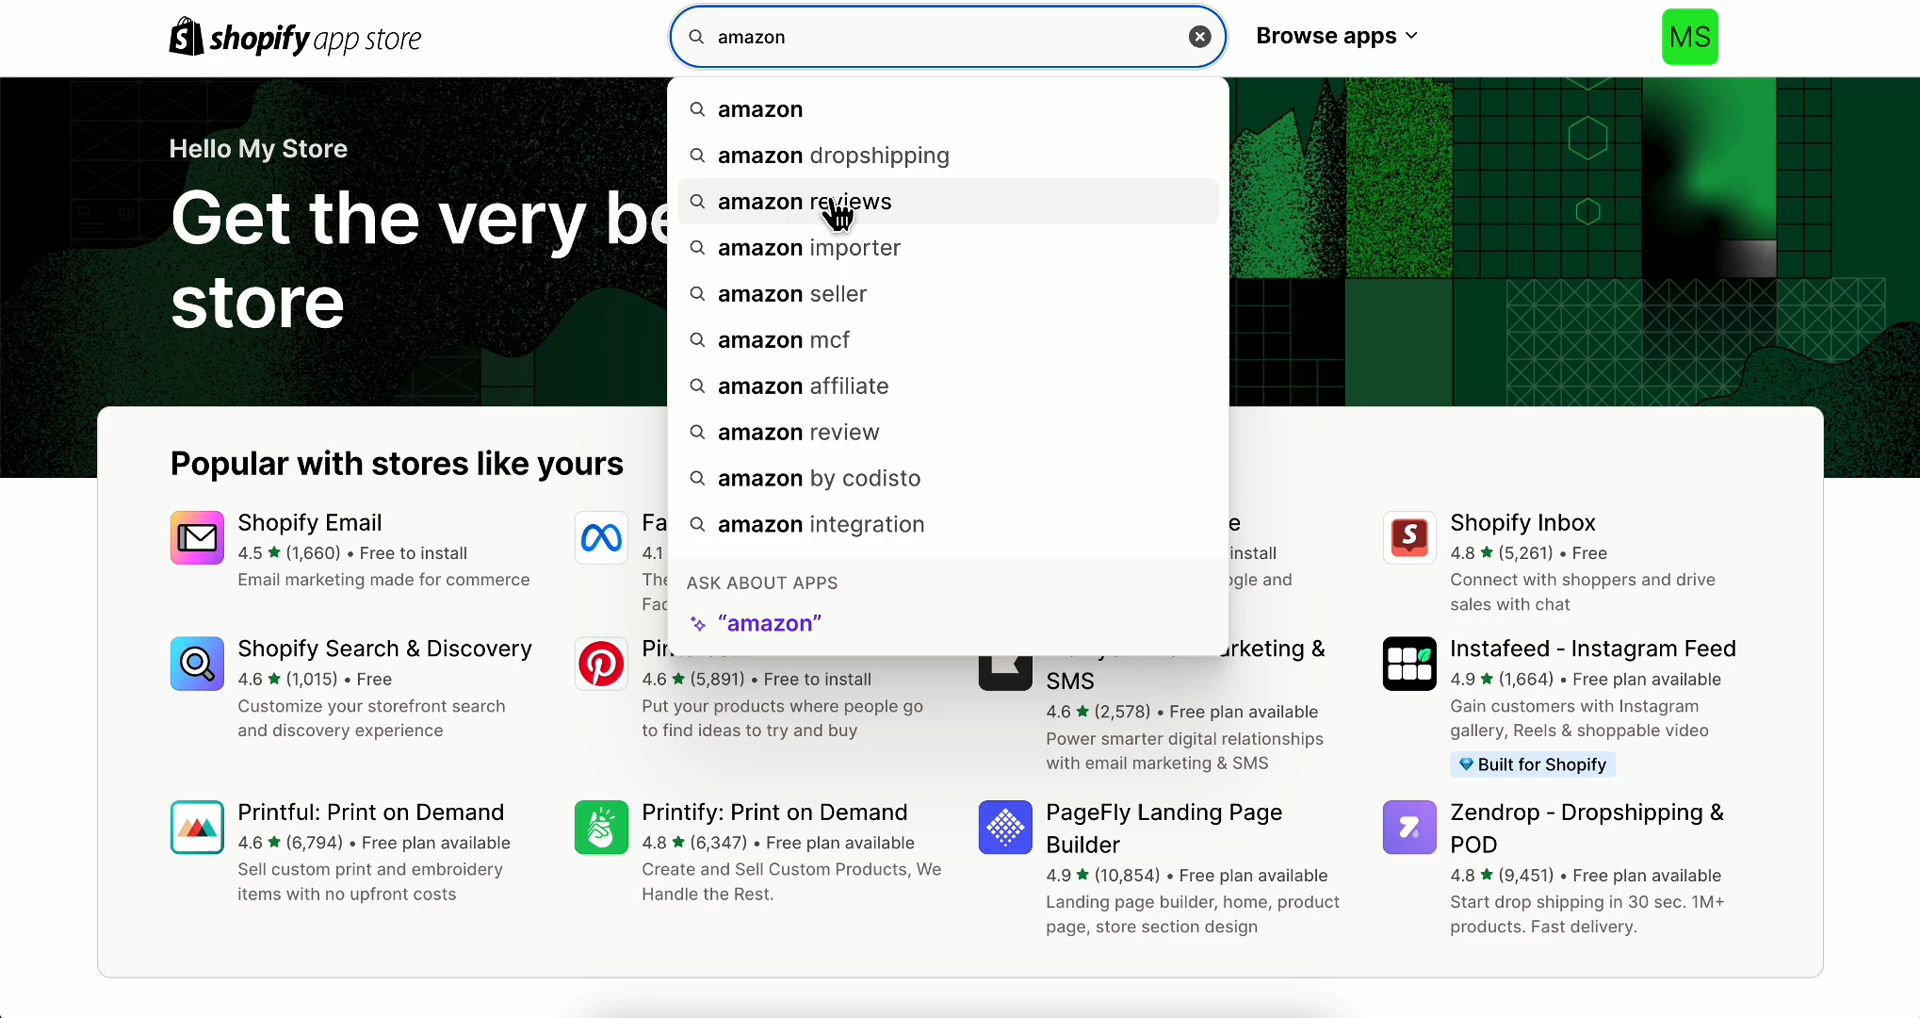 shopify app store
amazon
Browse apps
MS
amazon
amazon dropshipping
amazon reviews
amazon importer
amazon seller
amazon mcf
amazon affiliate
amazon review
amazon by codisto
amazon integration
ASK ABOUT APPS
“amazon”
Hello My Store
Get the very
store
Popular with stores like yours
Shopify Email
4.5 ★ (1,660) • Free to install
Email marketing made for commerce
4.1
install
and
Shopify Inbox
4.8 ★ (5,261) • Free
Connect with shoppers and drive
sales with chat
Shopify Search & Discovery
4.6 ★ (1,015) • Free
Customize your storefront search
and discovery experience
4.6 ★ (5,891) • Free to install
Put your products where people go
to find ideas to try and buy
&
SMS
4.6 ★ (2,578) • Free plan available
Power smarter digital relationships
with email marketing & SMS
Instafeed - Instagram Feed
4.9 ★ (1,664) • Free plan available
Gain customers with Instagram
gallery, Reels & shoppable video
Built for Shopify
Printful: Print on Demand
4.6 ★ (6,794) • Free plan available
Sell custom print and embroidery
items with no upfront costs
Printify: Print on Demand
4.8 ★ (6,347) • Free plan available
Create and Sell Custom Products, We
Handle the Rest.
PageFly Landing Page
Builder
4.9 ★ (10,854) • Free plan available
Landing page builder, home, product
page, store section design
Zendrop - Dropshipping &
POD
4.8 ★ (9,451) • Free plan available
Start drop shipping in 30 sec. 1M+
products. Fast delivery.